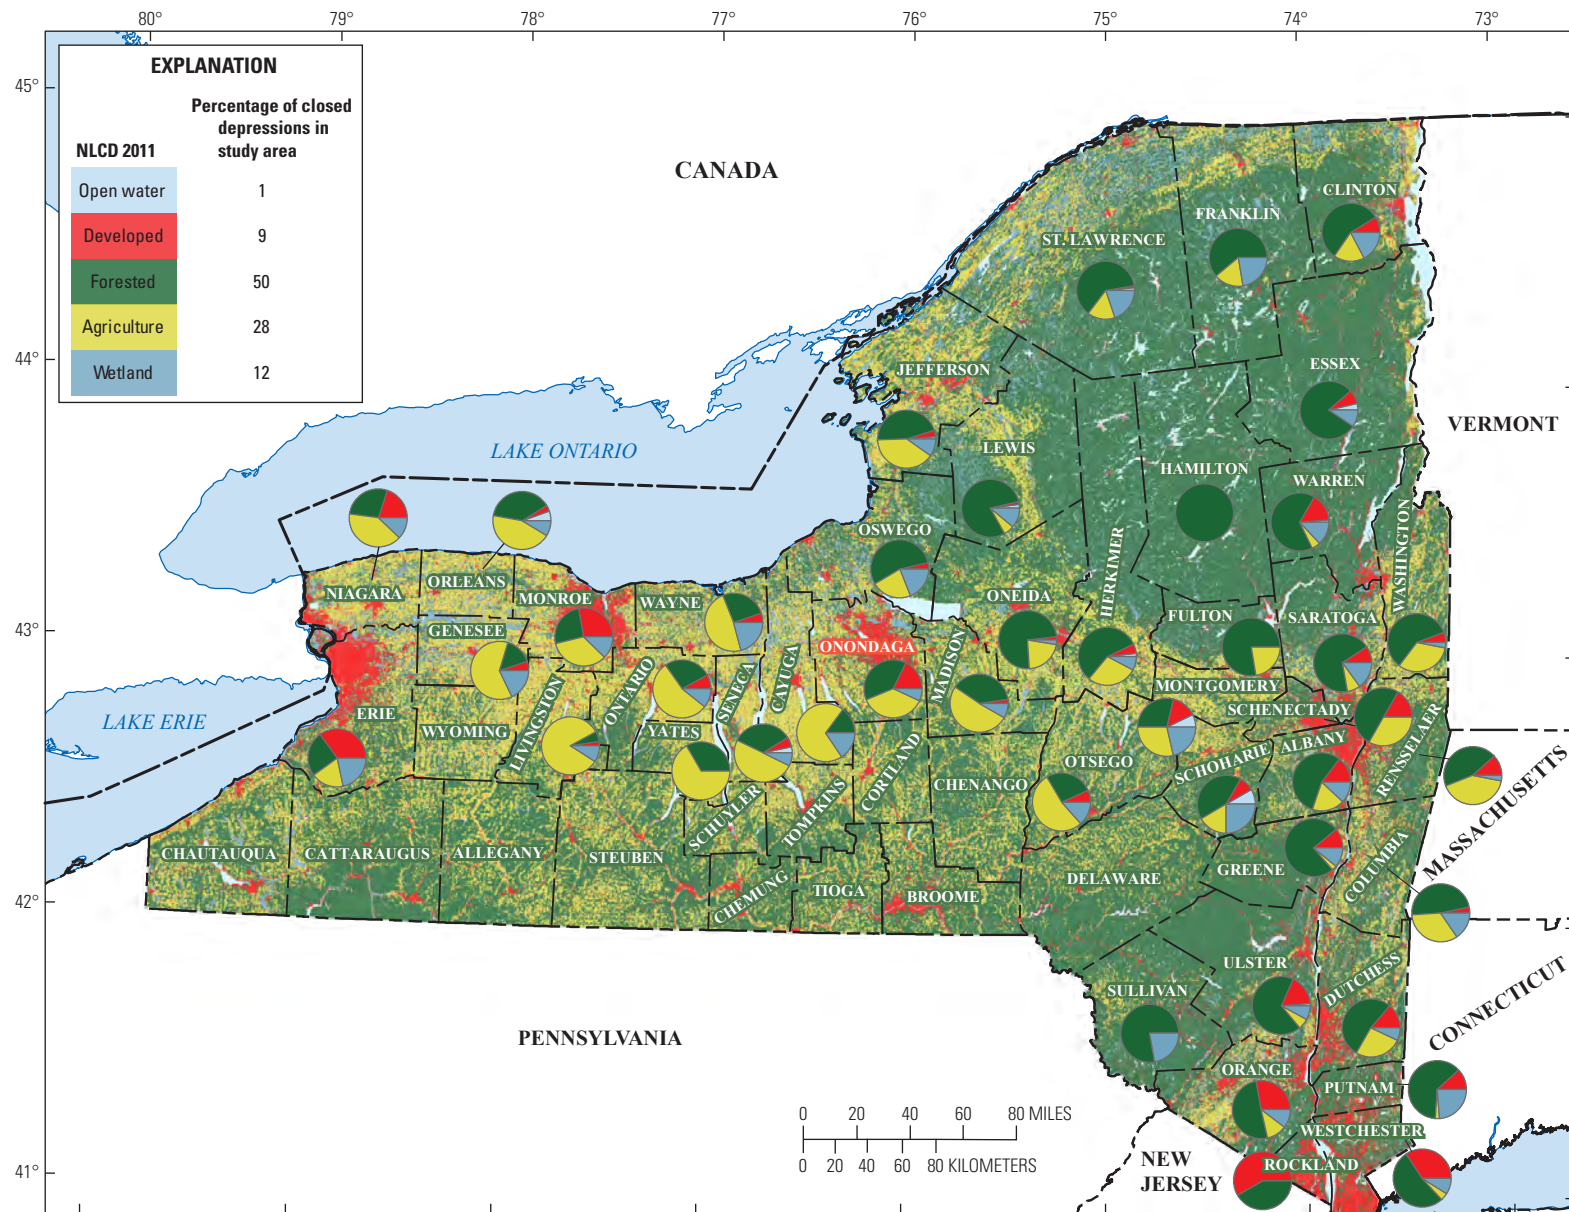 80°
79°
78°
77°
76°
75°
74°
73°
45°
44°
43°
42°
41°
EXPLANATION
Percentage of closed
depressions in
study area
NLCD 2011
Open water 1
Developed 9
Forested 50
Agriculture 28
Wetland 12
CANADA
VERMONT
MASSACHUSETTS
CONNECTICUT
NEW
JERSEY
PENNSYLVANIA
LAKE ONTARIO
LAKE ERIE
CLINTON
FRANKLIN
ST. LAWRENCE
ESSEX
JEFFERSON
LEWIS
HAMILTON
WARREN
WASHINGTON
OSWEGO
ONEIDA
HERKIMER
FULTON
SARATOGA
NIAGARA
ORLEANS
MONROE
WAYNE
GENESEE
ONONDAGA
MADISON
MONTGOMERY
SCHENECTADY
ERIE
WYOMING
LIVINGSTON
ONTARIO
YATES
SENECA
CAYUGA
CORTLAND
CHENANGO
OTSEGO
SCHOHARIE
ALBANY
RENSSELAER
CHAUTAUQUA
CATTARAUGUS
ALLEGANY
STEUBEN
SCHUYLER
TOMPKINS
CHEMUNG
TIOGA
BROOME
DELAWARE
GREENE
COLUMBIA
ULSTER
SULLIVAN
DUTCHESS
ORANGE
PUTNAM
WESTCHESTER
ROCKLAND
0 20 40 60 80 MILES
0 20 40 60 80 KILOMETERS